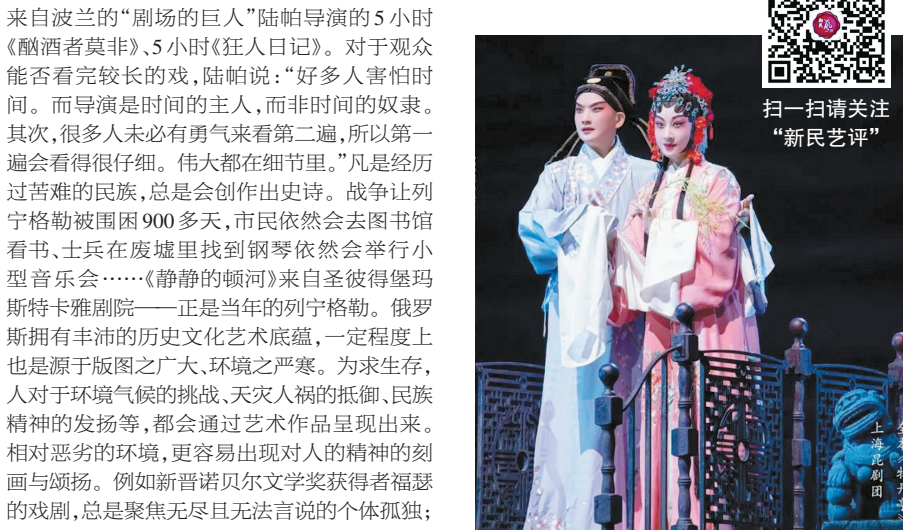 来自波兰的“剧场的巨人”陆帕导演的5小时
《酗酒者莫非》、5小时《狂人日记》。对于观众
能否看完较长的戏，陆帕说：“好多人害怕时
间。而导演是时间的主人，而非时间的奴隶。
其次，很多人未必有勇气来看第二遍，所以第一
遍会看得很仔细。伟大都在细节里。”凡是经历
过苦难的民族，总是会创作出史诗。战争让列
宁格勒被围困900多天，市民依然会去图书馆
看书、士兵在废墟里找到钢琴依然会举行小
型音乐会……《静静的顿河》来自圣彼得堡玛
斯特卡雅剧院——正是当年的列宁格勒。俄罗
斯拥有丰沛的历史文化艺术底蕴，一定程度上
也是源于版图之广大、环境之严寒。为求生存，
人对于环境气候的挑战、天灾人祸的抵御、民族
精神的发扬等，都会通过艺术作品呈现出来。
相对恶劣的环境，更容易出现对人的精神的刻
画与颂扬。例如新晋诺贝尔文学奖获得者福瑟
的戏剧，总是聚焦无尽且无法言说的个体孤独；
扫一扫请关注
“新民艺评”
上海昆剧团